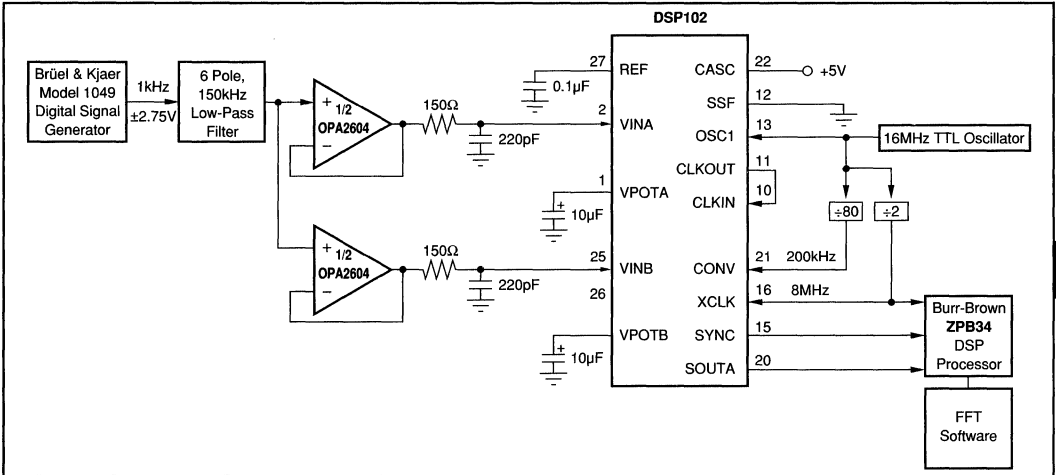 DSP102
Brüel & Kjaer
Model 1049
Digital Signal
Generator
1kHz
±2.75V
6 Pole,
150kHz
Low-Pass
Filter
+
1/2
OPA2604
−
150Ω
220pF
+
1/2
OPA2604
−
150Ω
220pF
27
REF
0.1µF
2
VINA
1
VPOTA
+
10µF
25
VINB
26
VPOTB
+
10µF
CASC
22
+5V
SSF
12
OSC1
13
16MHz TTL Oscillator
CLKOUT
11
CLKIN
10
÷80
÷2
CONV
21
200kHz
XCLK
16
8MHz
SYNC
15
SOUTA
20
Burr-Brown
ZPB34
DSP
Processor
FFT
Software